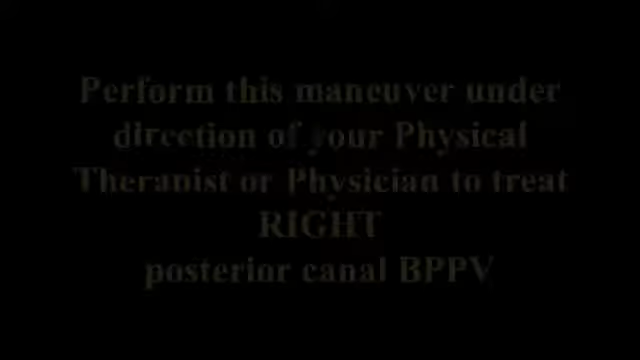 Perform this maneuver under
direction of your Physical
Therapist or Physician to treat
RIGHT
posterior canal BPPV